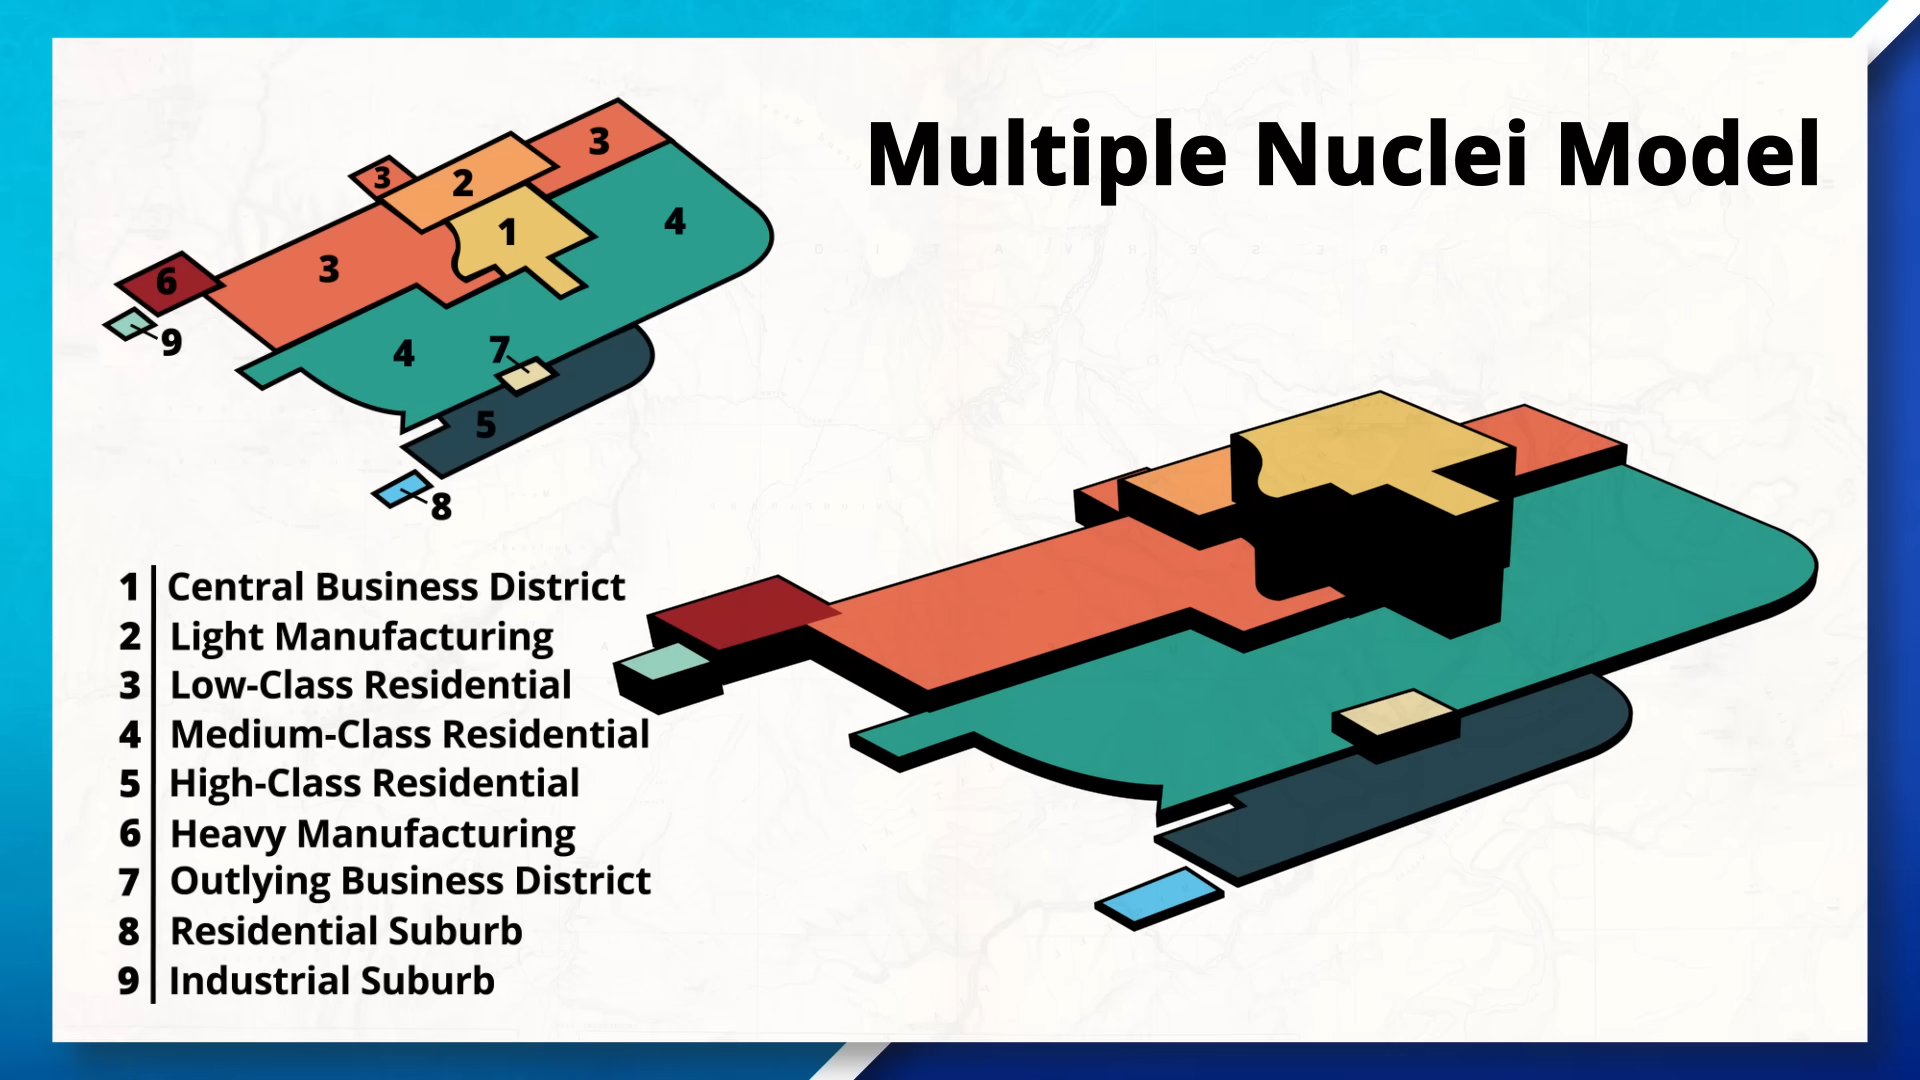 Multiple Nuclei Model
3
3
2
1
4
3
6
9
4
7
5
8
1 Central Business District
2 Light Manufacturing
3 Low-Class Residential
4 Medium-Class Residential
5 High-Class Residential
6 Heavy Manufacturing
7 Outlying Business District
8 Residential Suburb
9 Industrial Suburb